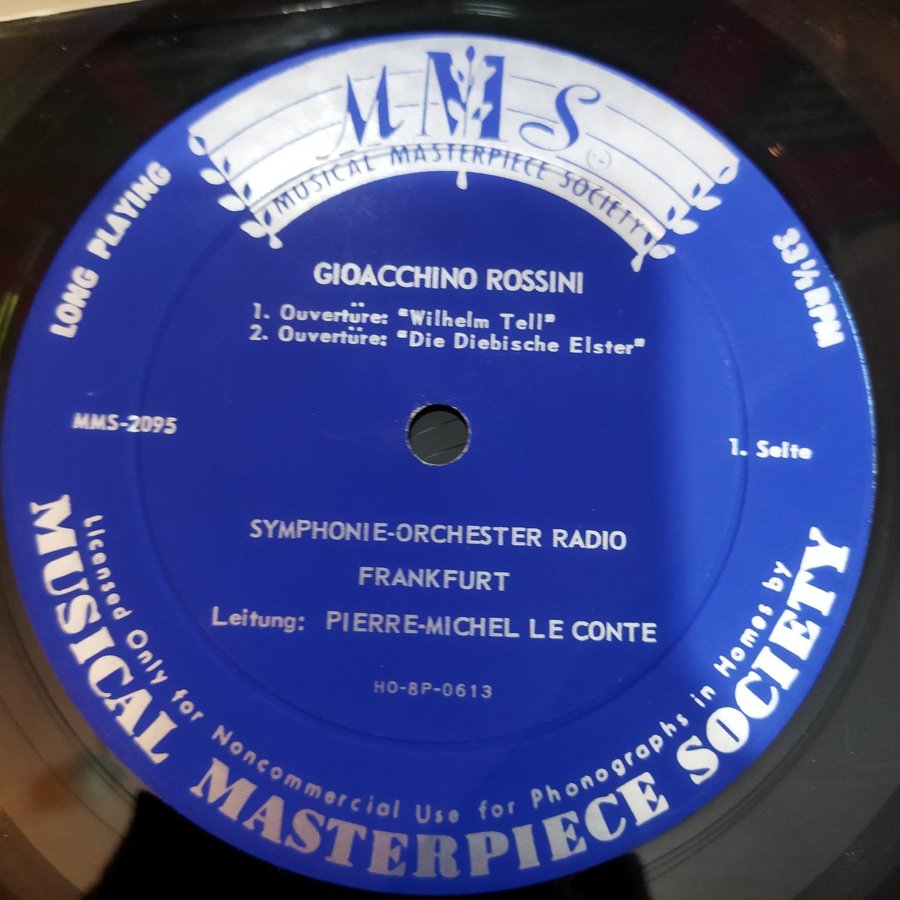 MMS
MUSICAL MASTERPIECE SOCIETY
LONG PLAYING
33⅓ RPM
GIOACCHINO ROSSINI
1. Ouvertüre: "Wilhelm Tell"
2. Ouvertüre: "Die Diebische Elster"
MMS-2095
1. Seite
SYMPHONIE-ORCHESTER RADIO
FRANKFURT
Leitung: PIERRE-MICHEL LE CONTE
HO-8P-0613
Licensed Only for Noncommercial Use for Phonographs in Homes by
MUSICAL MASTERPIECE SOCIETY